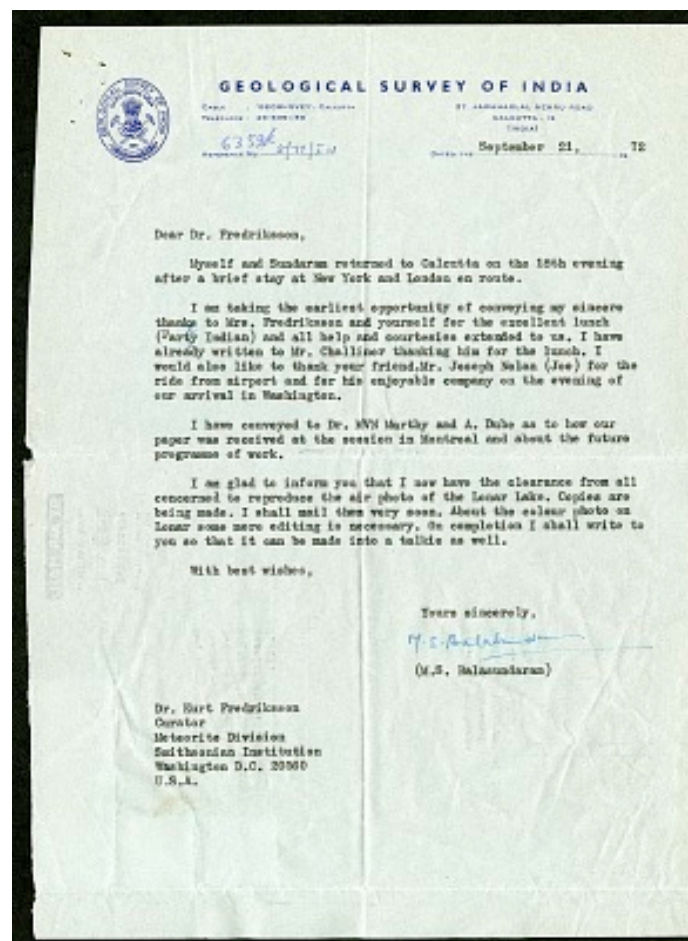 GEOLOGICAL SURVEY OF INDIA
27, JAWAHARLAL NEHRU ROAD
CALCUTTA
September 21, 72
Dear Dr. Fredriksson,
Myself and Sundaram returned to Calcutta on the 18th evening
after a brief stay at New York and London en route.
I am taking the earliest opportunity of conveying my sincere
thanks to Mrs. Fredriksson and yourself for the excellent lunch
(Party Indian) and all help and courtesies extended to us. I have
already written to Mr. Challinor thanking him for the lunch. I
would also like to thank your friend.Mr. Joseph Nelan (Joe) for the
ride from airport and for his enjoyable company on the evening of
our arrival in Washington.
I have conveyed to Dr. MVN Murthy and A. Dube as to how our
paper was received at the session in Montreal and about the future
programme of work.
I am glad to inform you that I now have the clearance from all
concerned to reproduce the air photo of the Lonar Lake. Copies are
being made. I shall mail them very soon. About the colour photo on
Lonar some more editing is necessary. On completion I shall write to
you so that it can be made into a talkie as well.
With best wishes,
Yours sincerely,
M.S. Balasundaram
(M.S. Balasundaram)
Dr. Kurt Fredriksson
Curator
Meteorite Division
Smithsonian Institution
Washington D.C. 20560
U.S.A.